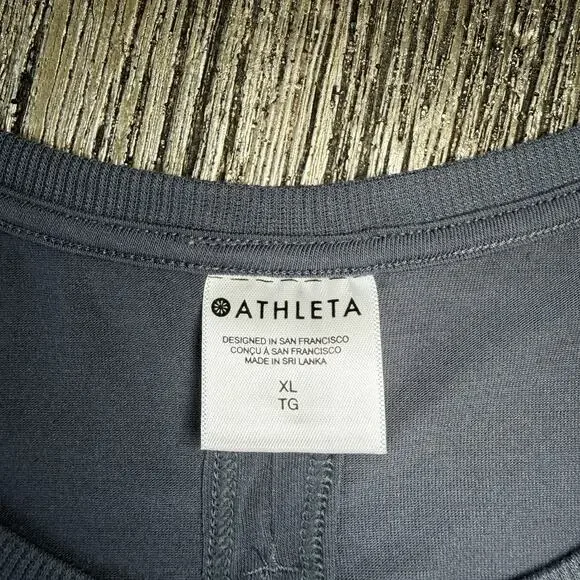 ATHLETA
DESIGNED IN SAN FRANCISCO
CONÇU À SAN FRANCISCO
MADE IN SRI LANKA
XL
TG